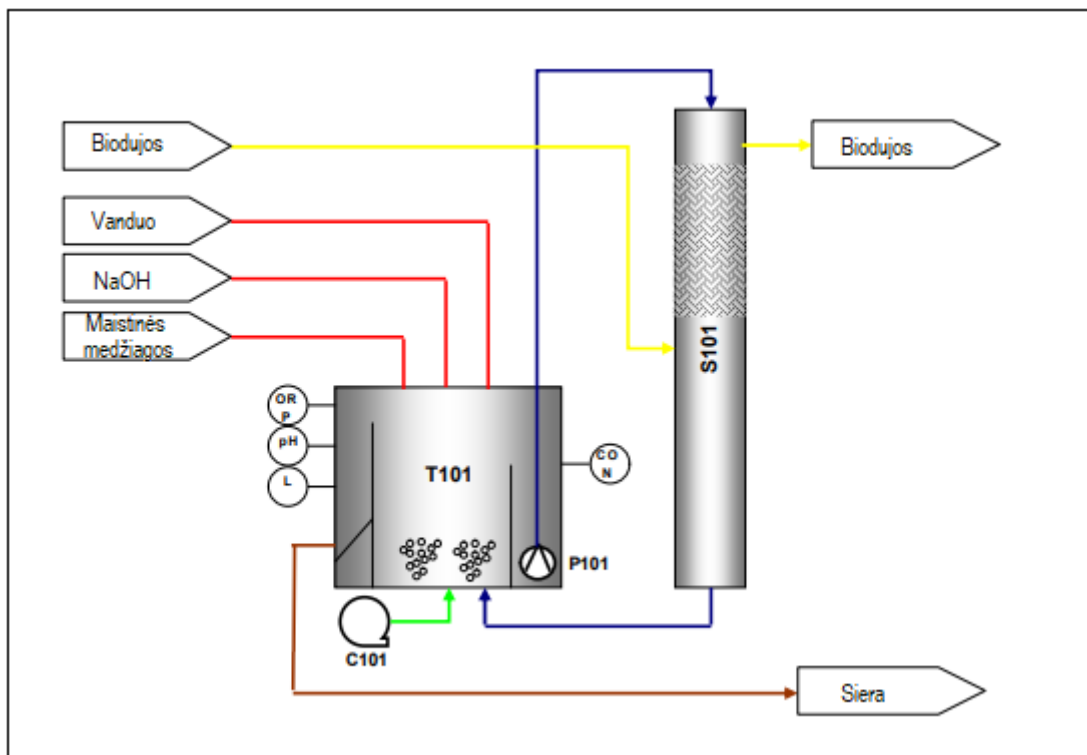 Biodujos
Biodujos
Vanduo
NaOH
Maistinės
medžiagos
S101
OR
P
pH
L
T101
CO
N
P101
C101
Siera